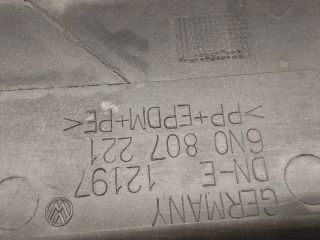 >PP+EPDM+PE<
6N0 807 221
DN-E 12197
GERMANY